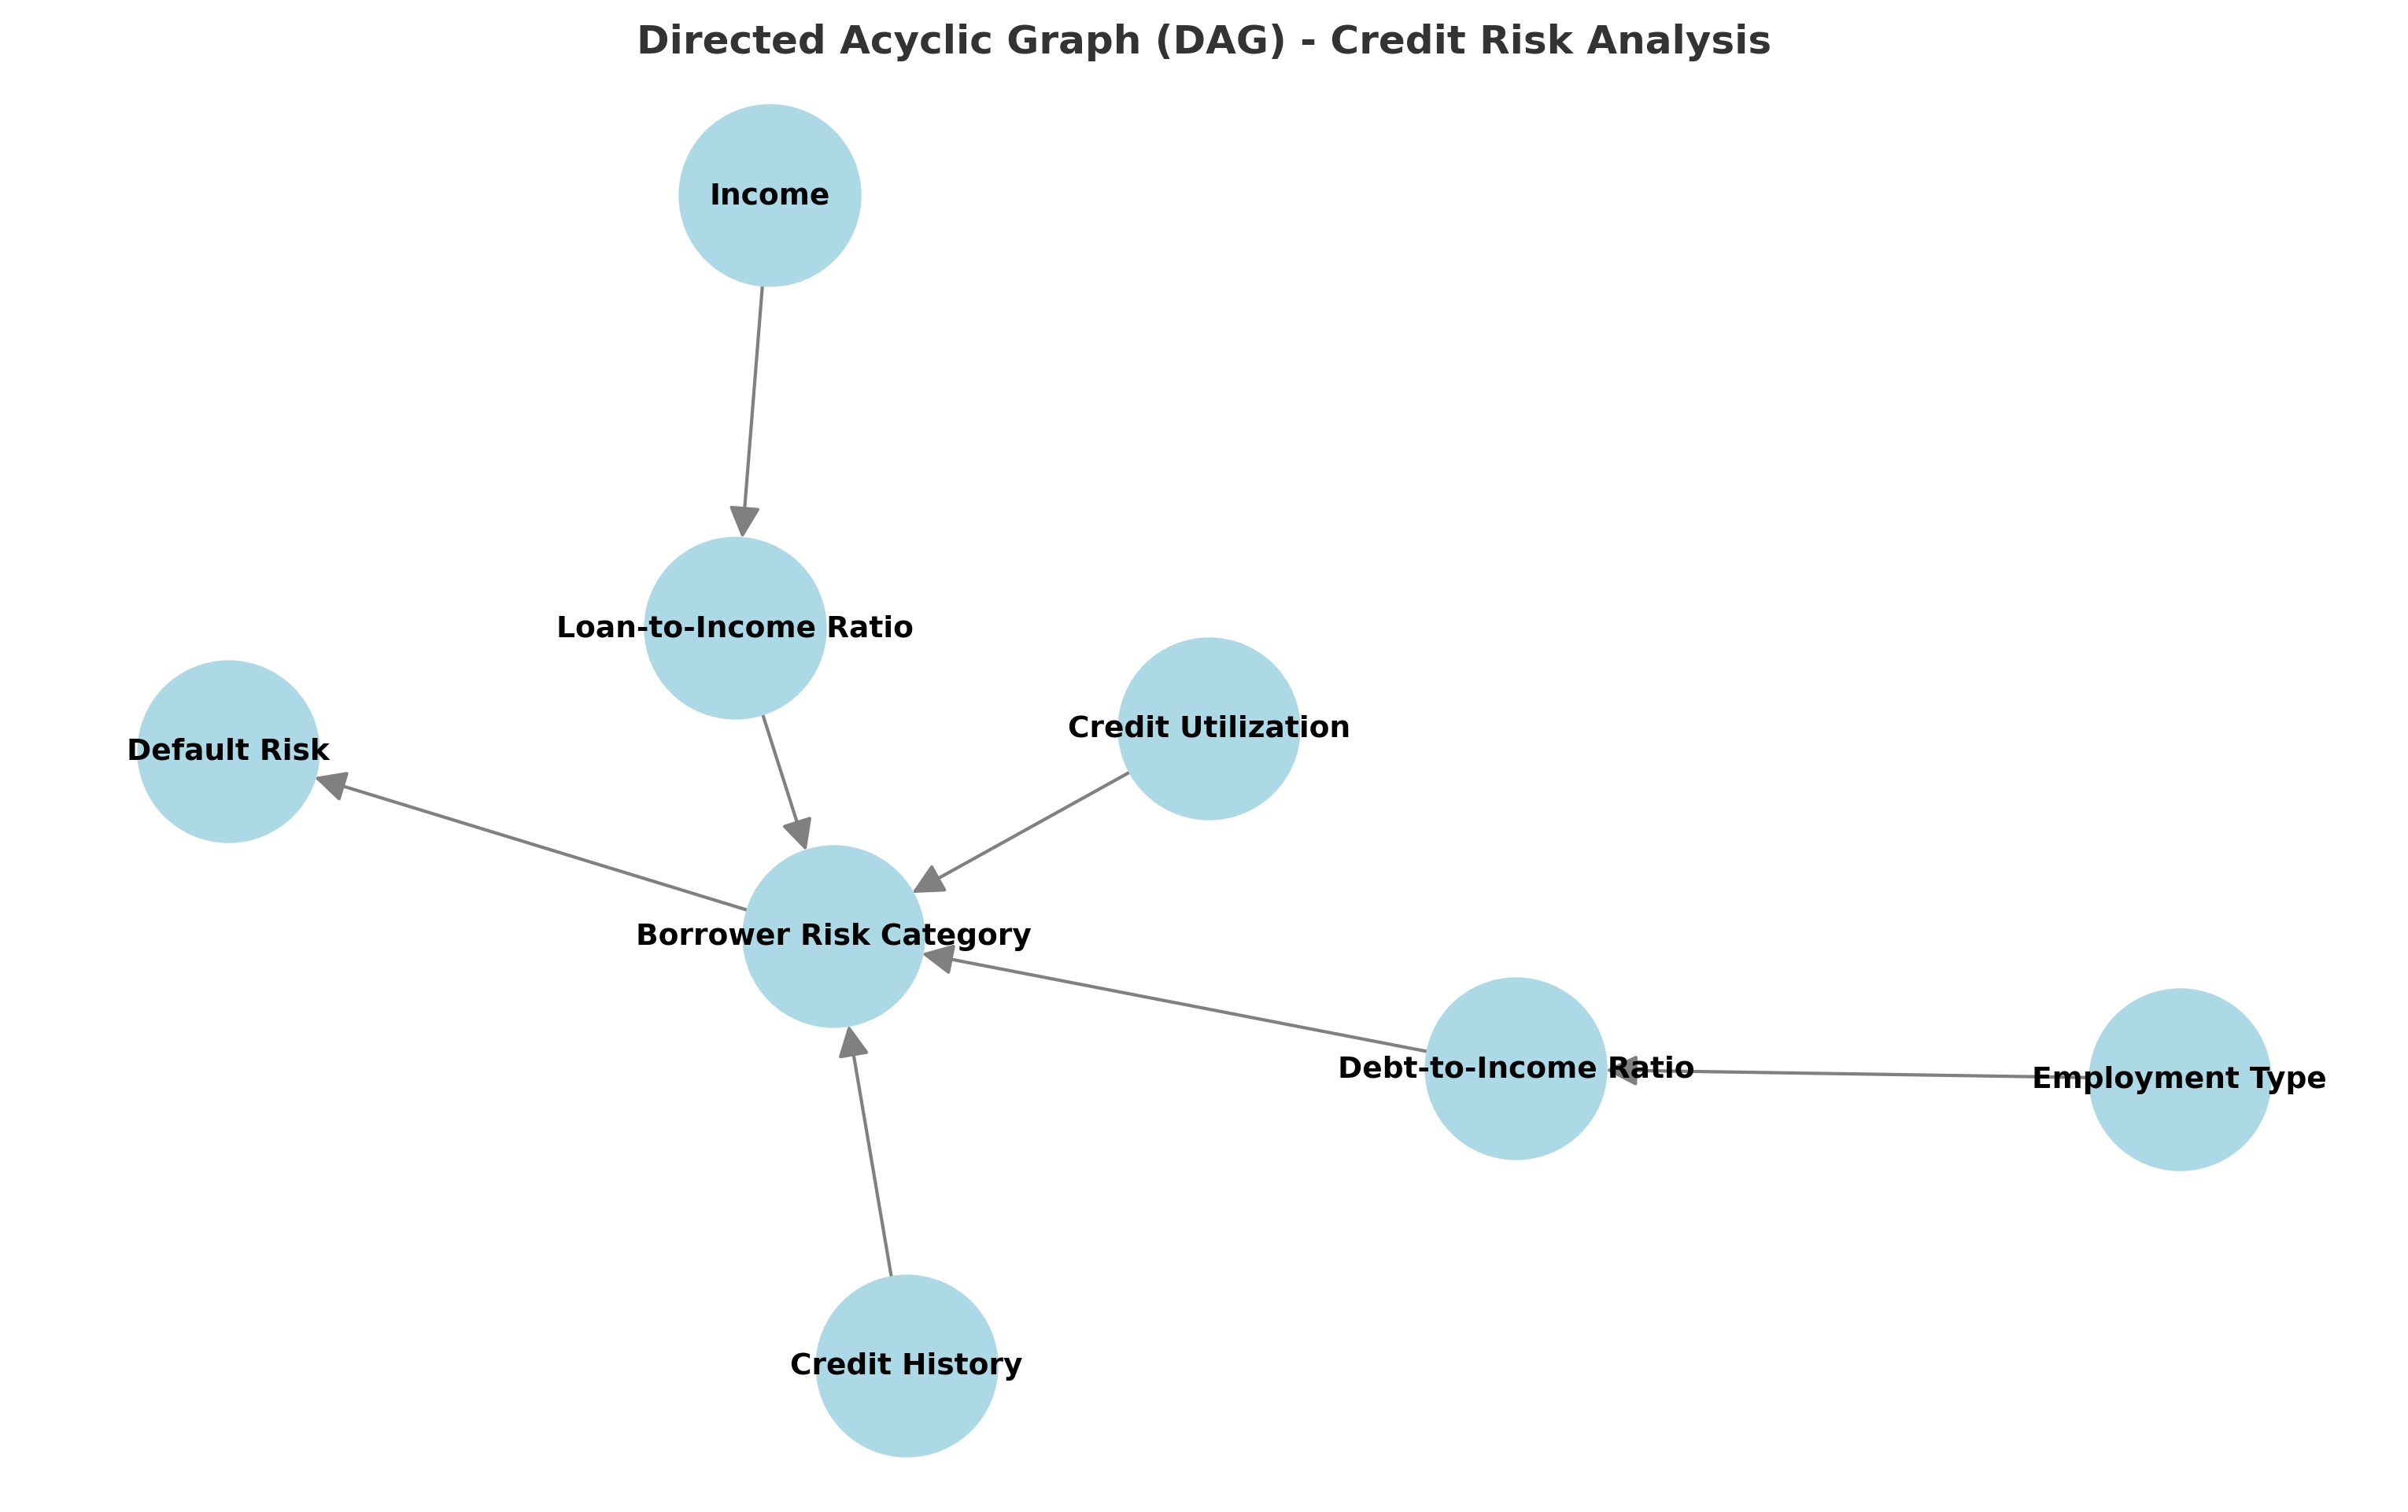 Directed Acyclic Graph (DAG) - Credit Risk Analysis
Income
Loan-to-Income Ratio
Credit Utilization
Default Risk
Borrower Risk Category
Debt-to-Income Ratio
Employment Type
Credit History